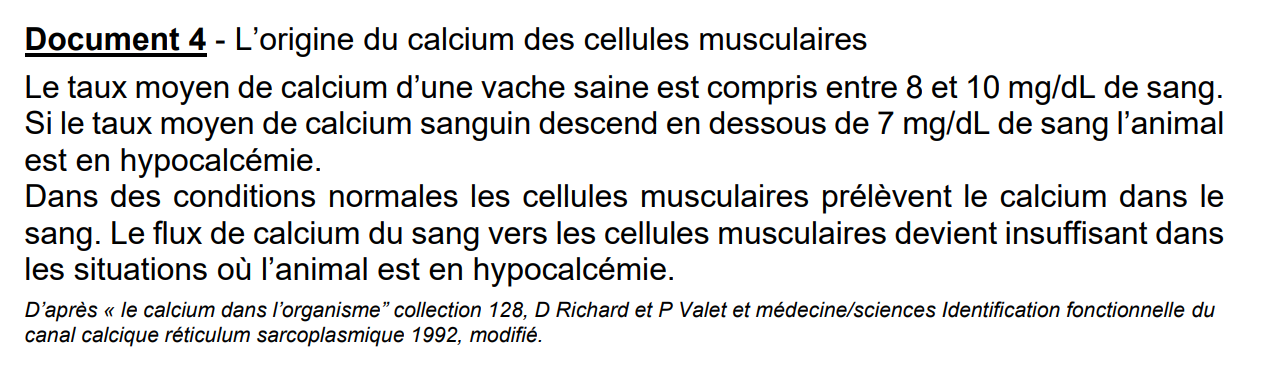 Document 4 - L’origine du calcium des cellules musculaires
Le taux moyen de calcium d’une vache saine est compris entre 8 et 10 mg/dL de sang.
Si le taux moyen de calcium sanguin descend en dessous de 7 mg/dL de sang l’animal
est en hypocalcémie.
Dans des conditions normales les cellules musculaires prélèvent le calcium dans le
sang. Le flux de calcium du sang vers les cellules musculaires devient insuffisant dans
les situations où l’animal est en hypocalcémie.
D’après « le calcium dans l’organisme” collection 128, D Richard et P Valet et médecine/sciences Identification fonctionnelle du
canal calcique réticulum sarcoplasmique 1992, modifié.